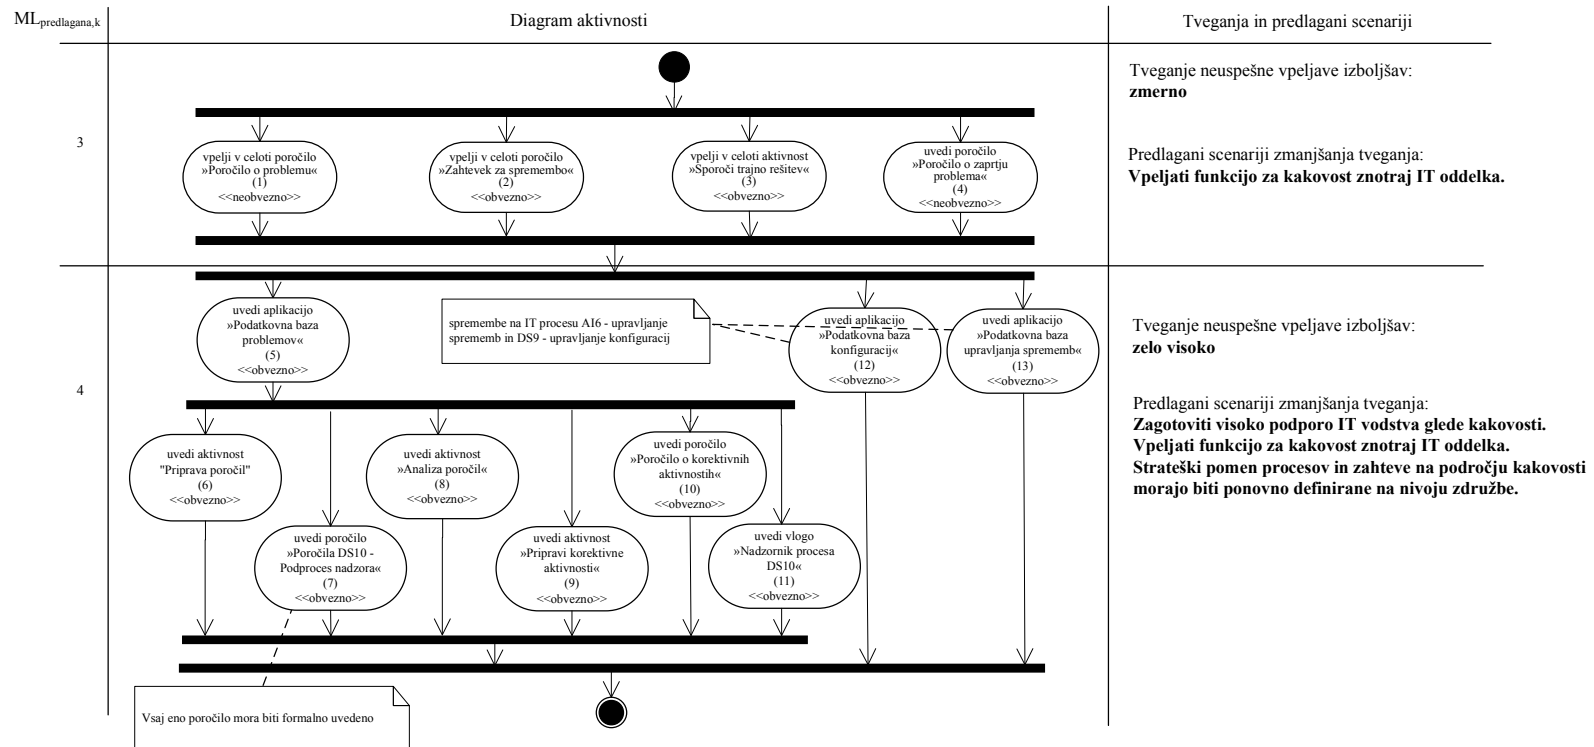 ML predlagana,k
Diagram aktivnosti
Tveganja in predlagani scenariji
3
vpelji v celoti poročilo
»Poročilo o problemu«
(1)
<<neobvezno>>
vpelji v celoti poročilo
»Zahtevek za spremembo«
(2)
<<obvezno>>
vpelji v celoti aktivnost
»Sporoči trajno rešitev«
(3)
<<obvezno>>
uvedi poročilo
»Poročilo o zaprtju
problema«
(4)
<<neobvezno>>
Tveganje neuspešne vpeljave izboljšav:
zmerno
Predlagani scenariji zmanjšanja tveganja:
Vpeljati funkcijo za kakovost znotraj IT oddelka.
4
uvedi aplikacijo
»Podatkovna baza
problemov«
(5)
<<obvezno>>
spremembe na IT procesu AI6 - upravljanje
sprememb in DS9 - upravljanje konfiguracij
uvedi aplikacijo
»Podatkovna baza
konfiguracij«
(12)
<<obvezno>>
uvedi aplikacijo
»Podatkovna baza
upravljanja sprememb«
(13)
<<obvezno>>
uvedi aktivnost
"Priprava poročil"
(6)
<<obvezno>>
uvedi poročilo
»Poročila DS10 -
Podproces nadzora«
(7)
<<obvezno>>
uvedi aktivnost
»Analiza poročil«
(8)
<<obvezno>>
uvedi aktivnost
»Pripravi korektivne
aktivnosti«
(9)
<<obvezno>>
uvedi poročilo
»Poročilo o korektivnih
aktivnostih«
(10)
<<obvezno>>
uvedi vlogo
»Nadzornik procesa
DS10«
(11)
<<obvezno>>
Vsaj eno poročilo mora biti formalno uvedeno
Tveganje neuspešne vpeljave izboljšav:
zelo visoko
Predlagani scenariji zmanjšanja tveganja:
Zagotoviti visoko podporo IT vodstva glede kakovosti.
Vpeljati funkcijo za kakovost znotraj IT oddelka.
Strateški pomen procesov in zahteve na področju kakovosti
morajo biti ponovno definirane na nivoju združbe.